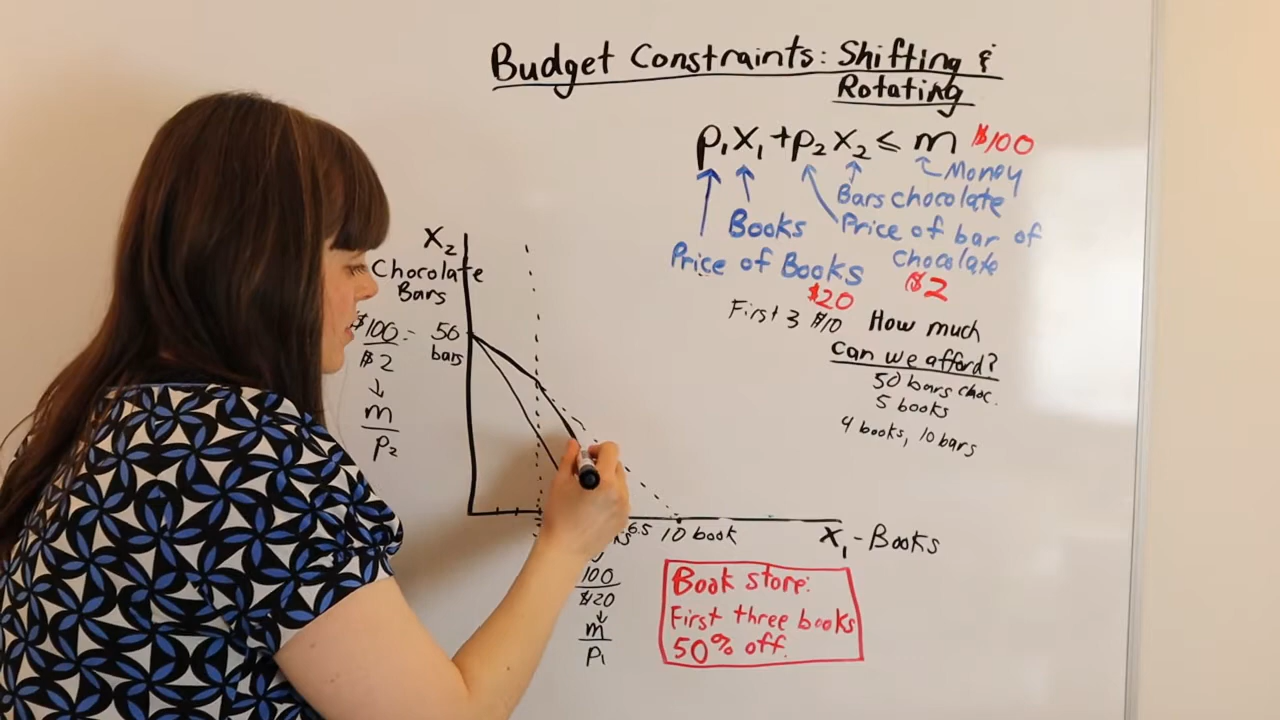 Budget Constraints: Shifting &
Rotating
p₁x₁ + p₂x₂ ≤ m $100
Money
Bars chocolate
Books Price of bar of
Price of Books chocolate
$20 $2
First 3 $10 How much
can we afford?
50 bars choc.
5 books
4 books, 10 bars
x₂
Chocolate
Bars
$100 = 50
$2 bars
m
p₂
6.5 10 book x₁ - Books
100
$20
m
p₁
Book store:
First three books
50% off.